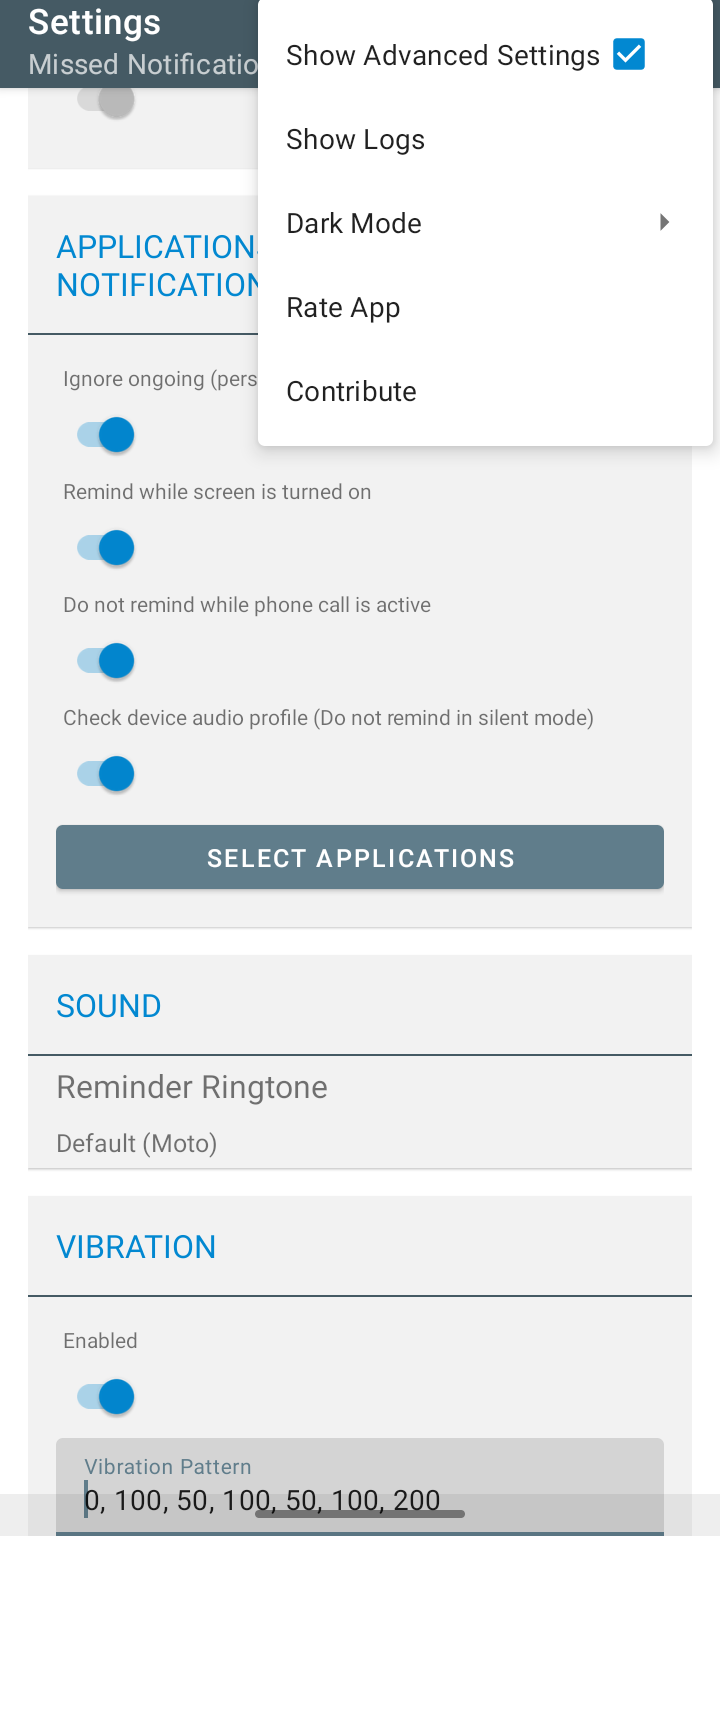 Settings
Missed Notificatio
Show Advanced Settings
Show Logs
Dark Mode
Rate App
Contribute
APPLICATION
NOTIFICATION
Ignore ongoing (pers
Remind while screen is turned on
Do not remind while phone call is active
Check device audio profile (Do not remind in silent mode)
SELECT APPLICATIONS
SOUND
Reminder Ringtone
Default (Moto)
VIBRATION
Enabled
Vibration Pattern
0, 100, 50, 100, 50, 100, 200